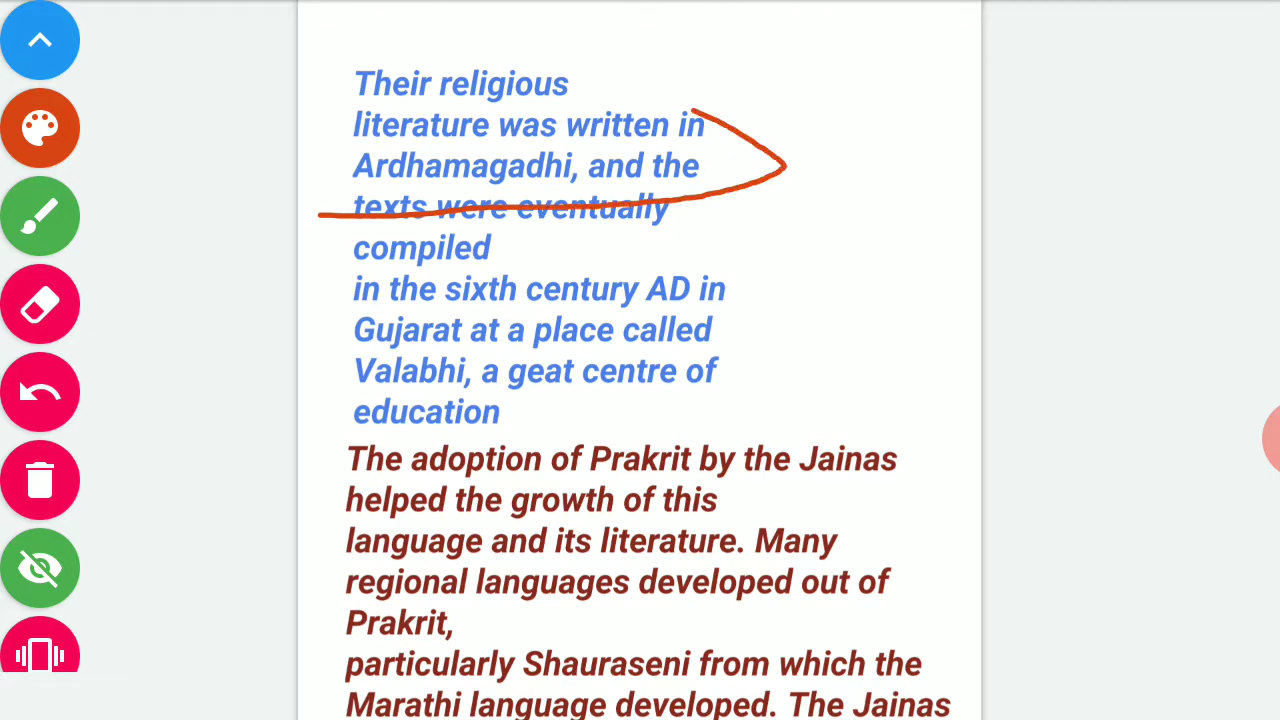 Their religious
literature was written in
Ardhamagadhi, and the
texts were eventually
compiled
in the sixth century AD in
Gujarat at a place called
Valabhi, a geat centre of
education
The adoption of Prakrit by the Jainas
helped the growth of this
language and its literature. Many
regional languages developed out of
Prakrit,
particularly Shauraseni from which the
Marathi language developed. The Jainas